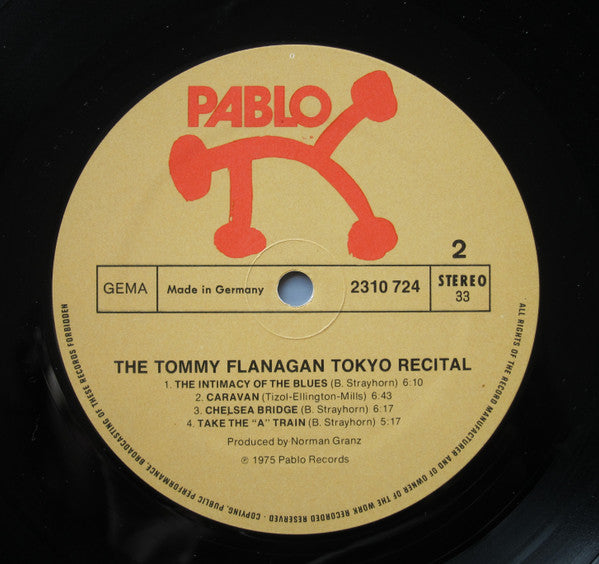 PABLO
2
GEMA
Made in Germany
2310 724
STEREO
33
THE TOMMY FLANAGAN TOKYO RECITAL
1. THE INTIMACY OF THE BLUES (B. Strayhorn) 6:10
2. CARAVAN (Tizol-Ellington-Mills) 6:43
3. CHELSEA BRIDGE (B. Strayhorn) 6:17
4. TAKE THE “A” TRAIN (B. Strayhorn) 5:17
Produced by Norman Granz
℗ 1975 Pablo Records
ALL RIGHTS OF THE RECORD MANUFACTURER AND OF OWNER OF THE WORK RECORDED RESERVED · COPYING, PUBLIC PERFORMANCE, BROADCASTING OF THESE RECORDS FORBIDDEN